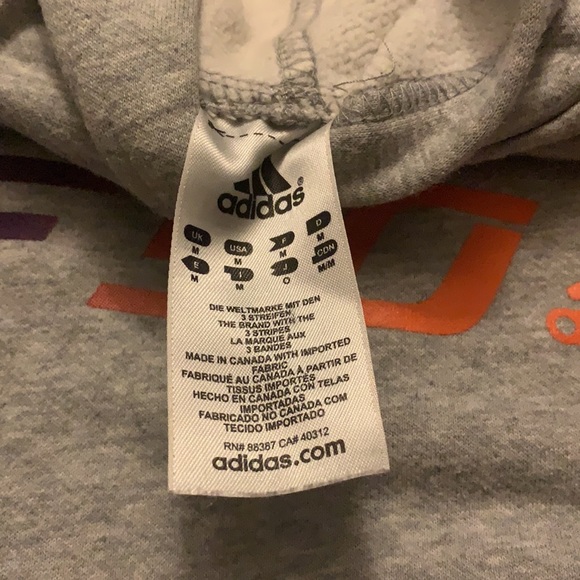 adidas®
UK USA F D
M M M M
E I J CDN
M M O M/M
DIE WELTMARKE MIT DEN
3 STREIFEN
THE BRAND WITH THE
3 STRIPES
LA MARQUE AUX
3 BANDES
MADE IN CANADA WITH IMPORTED
FABRIC
FABRIQUÉ AU CANADA À PARTIR DE
TISSUS IMPORTÉS
HECHO EN CANADA CON TELAS
IMPORTADAS
FABRICADO NO CANADA COM
TECIDO IMPORTADO
RN# 88387 CA# 40312
adidas.com